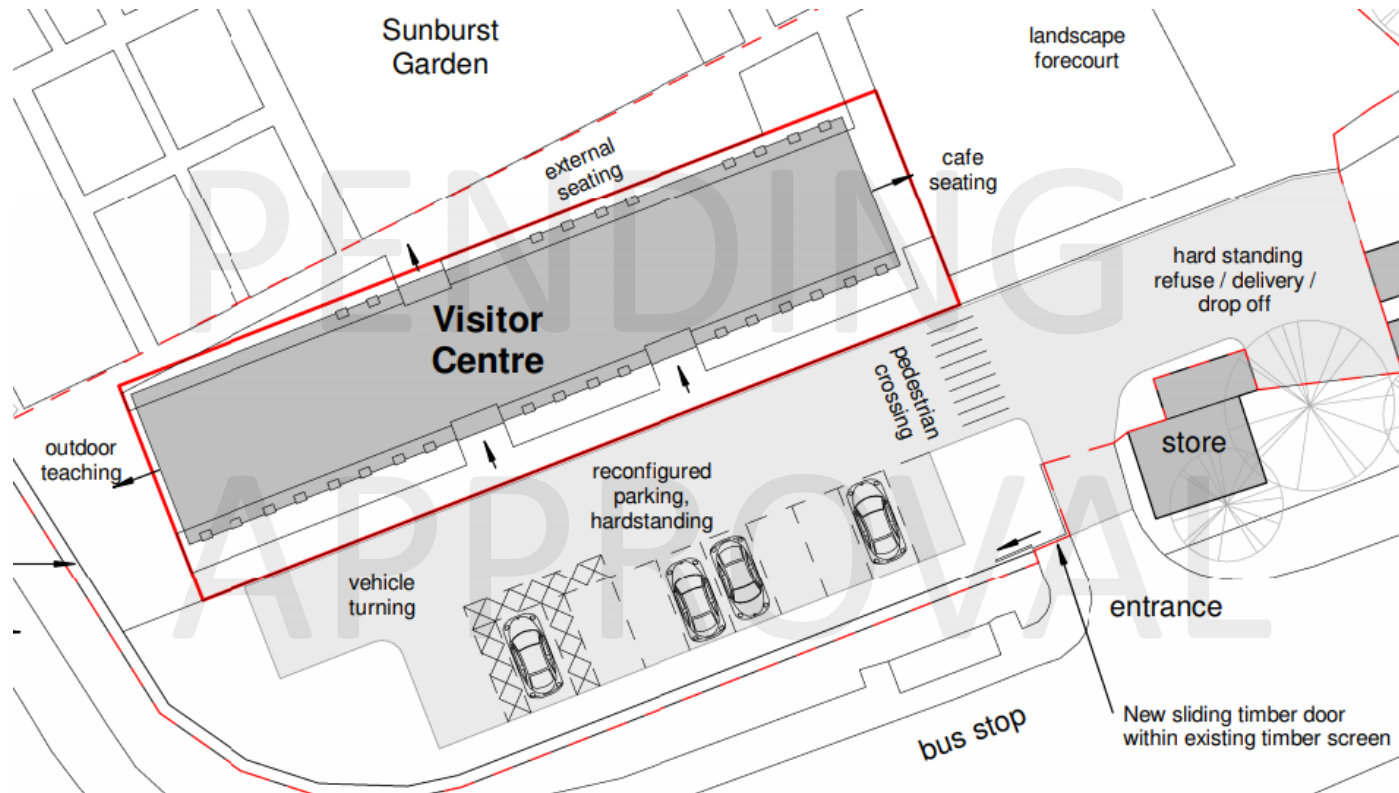 Sunburst
Garden
landscape
forecourt
external
seating
cafe
seating
PENDING
hard standing
refuse / delivery /
drop off
Visitor
Centre
pedestrian
crossing
outdoor
teaching
store
reconfigured
parking,
hardstanding
APPROVAL
vehicle
turning
entrance
New sliding timber door
within existing timber screen
bus stop